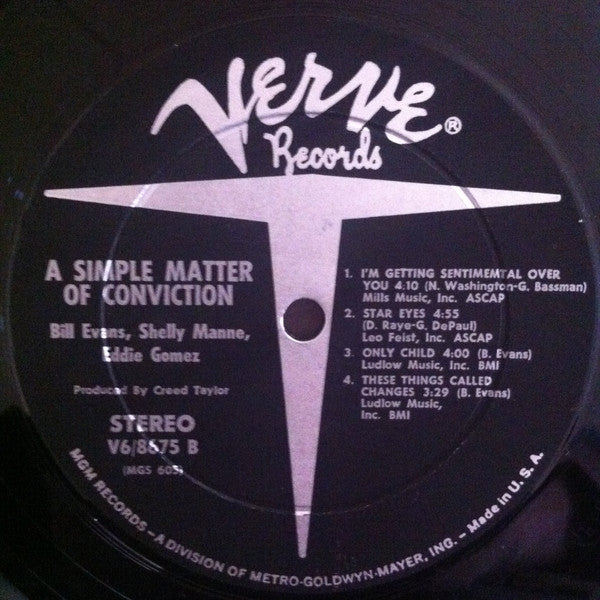 Verve®
Records
A SIMPLE MATTER
OF CONVICTION
Bill Evans, Shelly Manne,
Eddie Gomez
Produced By Creed Taylor
STEREO
V6/8675 B
(MGS 605)
1. I'M GETTING SENTIMEMTAL OVER
YOU 4:10 (N. Washington-G. Bassman)
Mills Music, Inc. ASCAP
2. STAR EYES 4:55
(D. Raye-G. DePaul)
Leo Feist, Inc. ASCAP
3. ONLY CHILD 4:00 (B. Evans)
Ludlow Music, Inc. BMI
4. THESE THINGS CALLED
CHANGES 3:29 (B. Evans)
Ludlow Music,
Inc. BMI
MGM RECORDS – A DIVISION OF METRO-GOLDWYN-MAYER, INC. – Made in U. S. A.